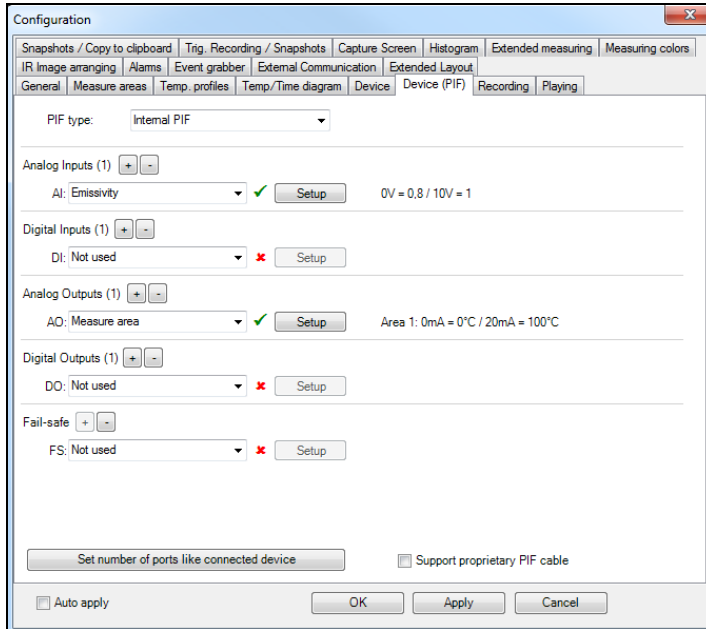 Configuration
Snapshots / Copy to clipboard Trig. Recording / Snapshots Capture Screen Histogram Extended measuring Measuring colors
IR Image arranging Alarms Event grabber External Communication Extended Layout
General Measure areas Temp. profiles Temp/Time diagram Device Device (PIF) Recording Playing
PIF type: Internal PIF
Analog Inputs (1) + -
AI: Emissivity Setup 0V = 0,8 / 10V = 1
Digital Inputs (1) + -
DI: Not used Setup
Analog Outputs (1) + -
AO: Measure area Setup Area 1: 0mA = 0°C / 20mA = 100°C
Digital Outputs (1) + -
DO: Not used Setup
Fail-safe + -
FS: Not used Setup
Set number of ports like connected device Support proprietary PIF cable
Auto apply OK Apply Cancel